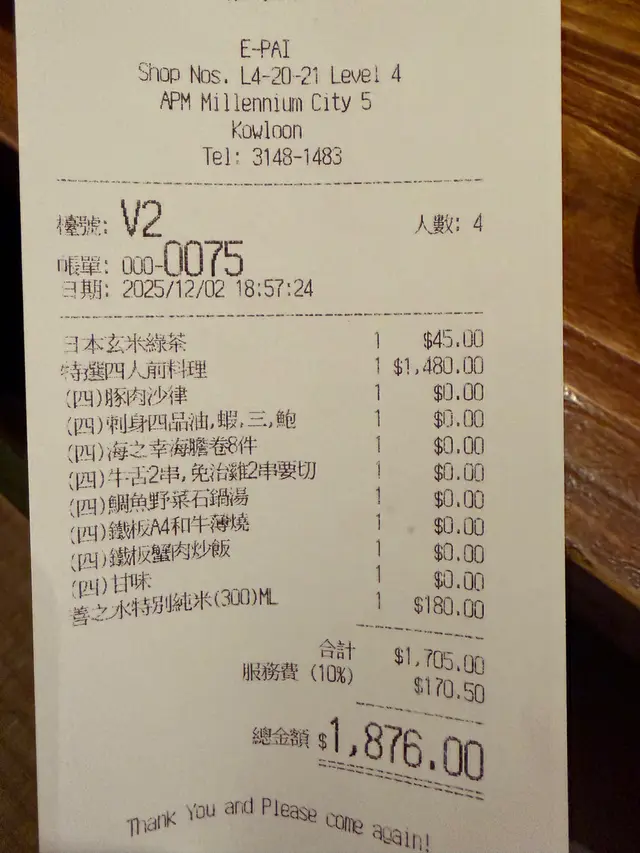 E-PAI
Shop Nos. L4-20-21 Level 4
APM Millennium City 5
Kowloon
Tel: 3148-1483
檯號: V2 人數: 4
帳單: 000-0075
日期: 2025/12/02 18:57:24
日本玄米綠茶 1 $45.00
特選四人前料理 1 $1,480.00
(四)豚肉沙律 1 $0.00
(四)刺身四品油,蝦,三,鮑 1 $0.00
(四)海之幸海膽卷8件 1 $0.00
(四)牛舌2串,免治雞2串要切 1 $0.00
(四)鯛魚野菜石鍋湯 1 $0.00
(四)鐵板A4和牛薄燒 1 $0.00
(四)鐵板蟹肉炒飯 1 $0.00
(四)甘味 1 $0.00
善之水特別純米(300)ML 1 $180.00
合計 $1,705.00
服務費 (10%) $170.50
總金額 $1,876.00
Thank You and Please come again!